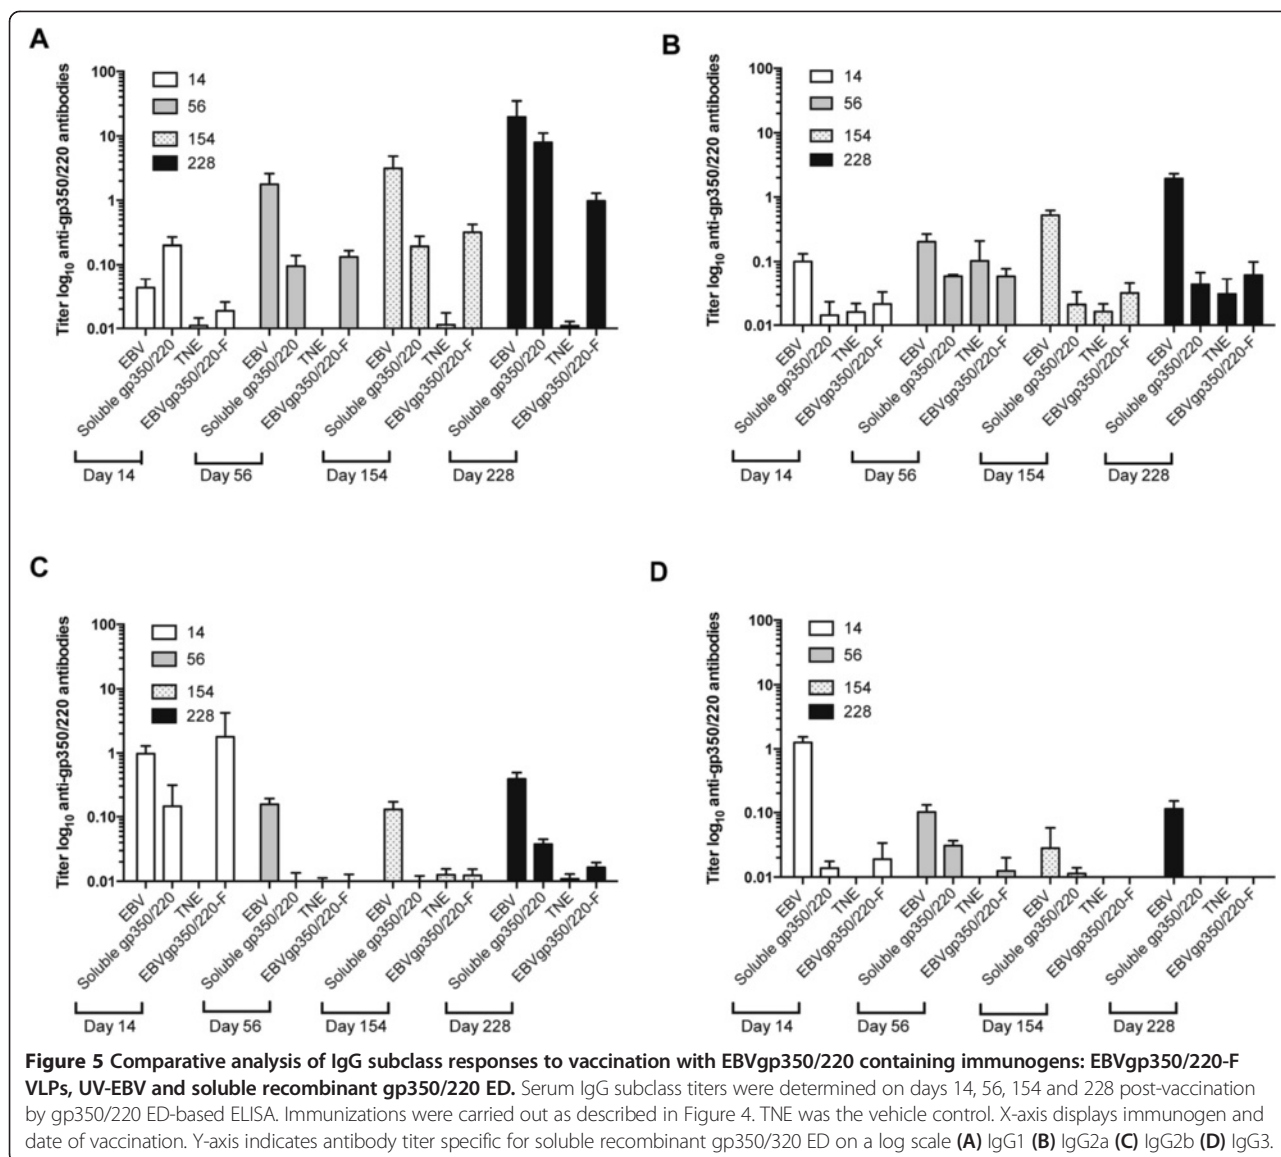 A
Titer log10 anti-gp350/220 antibodies
100
10
1
0.10
0.01
14
56
154
228
EBV
Soluble gp350/220
TNE
EBVgp350/220-F
EBV
Soluble gp350/220
TNE
EBVgp350/220-F
EBV
Soluble gp350/220
TNE
EBVgp350/220-F
EBV
Soluble gp350/220
TNE
EBVgp350/220-F
Day 14
Day 56
Day 154
Day 228
B
Titer log10 anti-gp350/220 antibodies
100
10
1
0.1
0.01
14
56
154
228
EBV
Soluble gp350/220
TNE
EBVgp350/220-F
EBV
Soluble gp350/220
TNE
EBVgp350/220-F
EBV
Soluble gp350/220
TNE
EBVgp350/220-F
EBV
Soluble gp350/220
TNE
EBVgp350/220-F
Day 14
Day 56
Day 154
Day 228
C
Titer log10 anti-gp350/220 antibodies
100
10
1
0.10
0.01
14
56
154
228
EBV
Soluble gp350/220
TNE
EBVgp350/220-F
EBV
Soluble gp350/220
TNE
EBVgp350/220-F
EBV
Soluble gp350/220
TNE
EBVgp350/220-F
EBV
Soluble gp350/220
TNE
EBVgp350/220-F
Day 14
Day 56
Day 154
Day 228
D
Titer log10 anti-gp350/220 antibodies
100
10
1
0.10
0.01
14
56
154
228
EBV
Soluble gp350/220
TNE
EBVgp350/220-F
EBV
Soluble gp350/220
TNE
EBVgp350/220-F
EBV
Soluble gp350/220
TNE
EBVgp350/220-F
EBV
Soluble gp350/220
TNE
EBVgp350/220-F
Day 14
Day 56
Day 154
Day 228
Figure 5 Comparative analysis of IgG subclass responses to vaccination with EBVgp350/220 containing immunogens: EBVgp350/220-F
VLPs, UV-EBV and soluble recombinant gp350/220 ED. Serum IgG subclass titers were determined on days 14, 56, 154 and 228 post-vaccination
by gp350/220 ED-based ELISA. Immunizations were carried out as described in Figure 4. TNE was the vehicle control. X-axis displays immunogen and
date of vaccination. Y-axis indicates antibody titer specific for soluble recombinant gp350/320 ED on a log scale (A) IgG1 (B) IgG2a (C) IgG2b (D) IgG3.